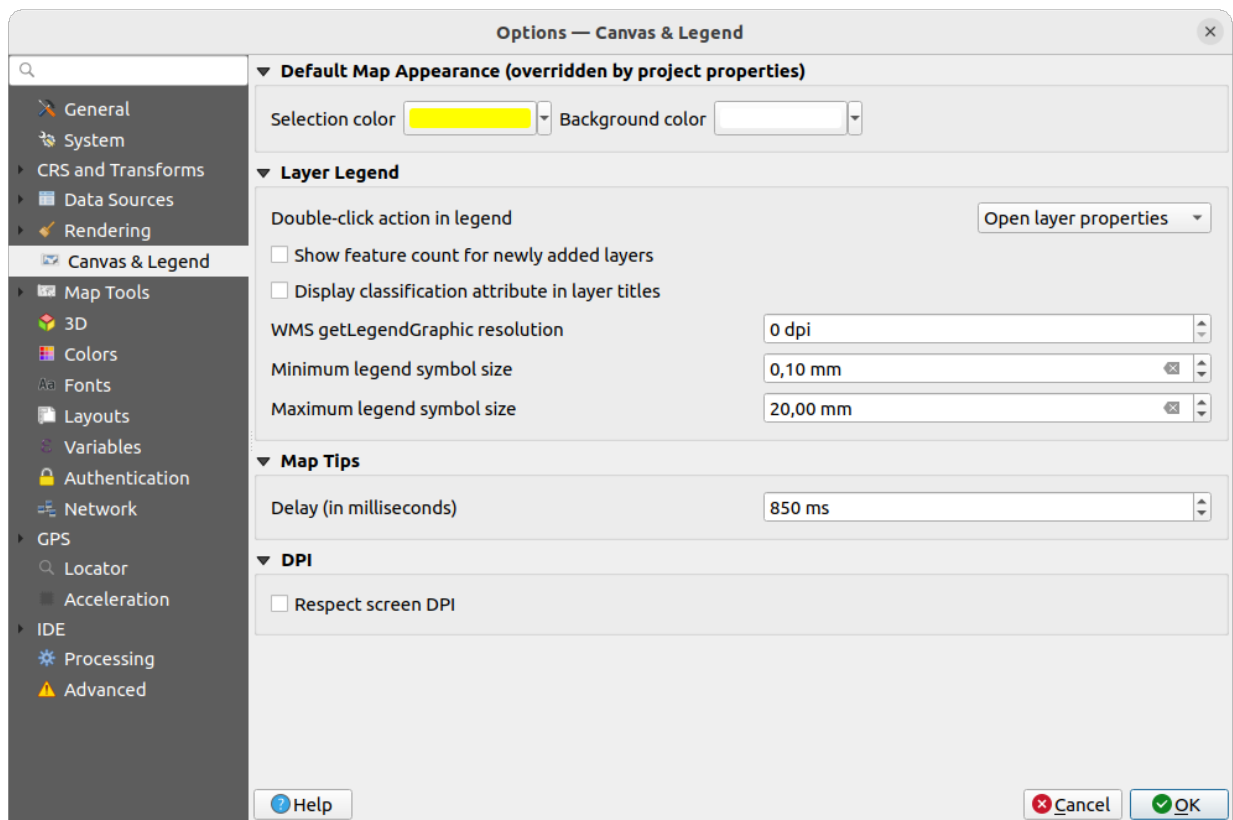 Options — Canvas & Legend
General
System
CRS and Transforms
Data Sources
Rendering
Canvas & Legend
Map Tools
3D
Colors
Aa Fonts
Layouts
ε Variables
Authentication
Network
GPS
Locator
Acceleration
IDE
Processing
Advanced
Default Map Appearance (overridden by project properties)
Selection color Background color
Layer Legend
Double-click action in legend Open layer properties
Show feature count for newly added layers
Display classification attribute in layer titles
WMS getLegendGraphic resolution 0 dpi
Minimum legend symbol size 0,10 mm
Maximum legend symbol size 20,00 mm
Map Tips
Delay (in milliseconds) 850 ms
DPI
Respect screen DPI
Help Cancel OK